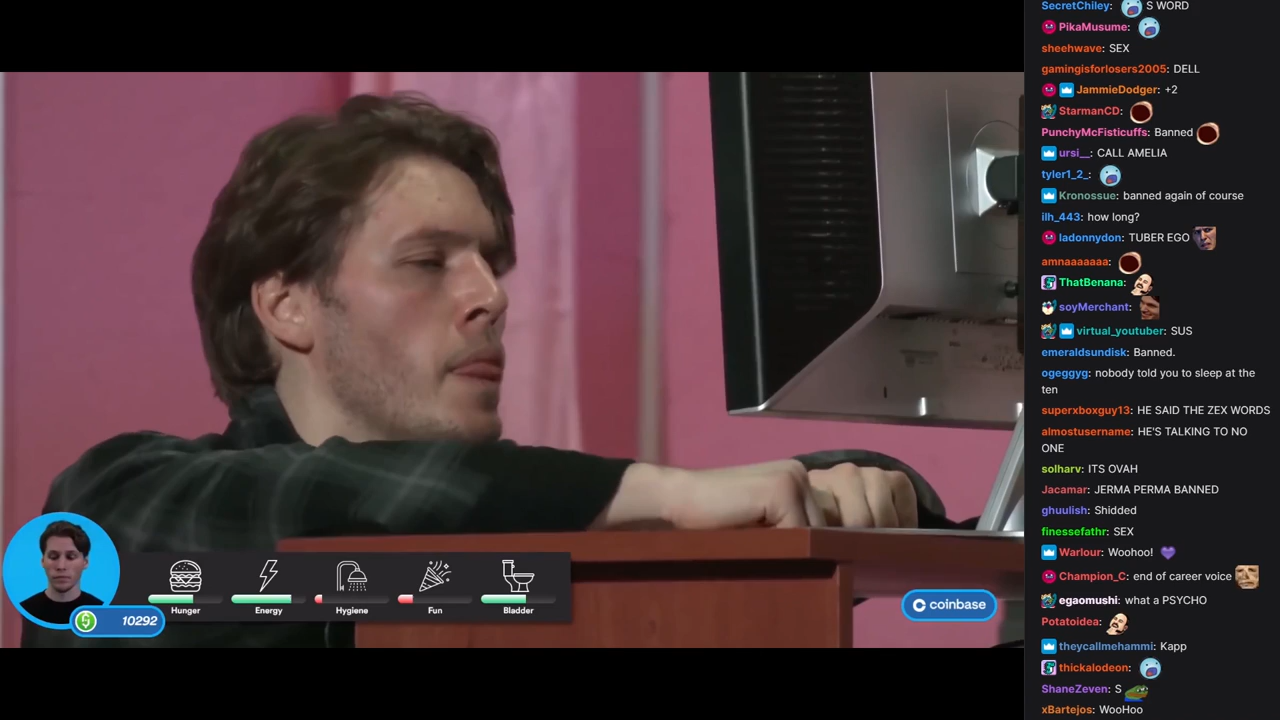 SecretChiley: S WORD
PikaMusume:
sheehwave: SEX
gamingisforlosers2005: DELL
JammieDodger: +2
StarmanCD:
PunchyMcFisticuffs: Banned
ursi__: CALL AMELIA
tyler1_2_:
Kronossue: banned again of course
ilh_443: how long?
ladonnydon: TUBER EGO
amnaaaaaaa:
ThatBenana:
soyMerchant:
virtual_youtuber: SUS
emeraldsundisk: Banned.
ogeggyg: nobody told you to sleep at the
ten
superxboxguy13: HE SAID THE ZEX WORDS
almostusername: HE'S TALKING TO NO
ONE
solharv: ITS OVAH
Jacamar: JERMA PERMA BANNED
ghuulish: Shidded
finessefathr: SEX
Warlour: Woohoo!
Champion_C: end of career voice
egaomushi: what a PSYCHO
Potatoidea:
theycallmehammi: Kapp
thickalodeon:
ShaneZeven: S
xBartejos: WooHoo
Hunger
Energy
Hygiene
Fun
Bladder
10292
coinbase